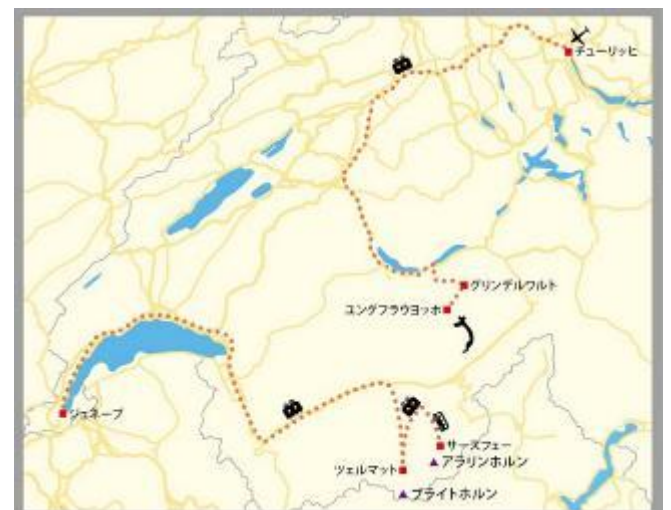 チューリッヒ
グリンデルワルト
ユングフラウヨッホ
ジュネーブ
サースフェー
アラリンホルン
ツェルマット
ブライトホルン